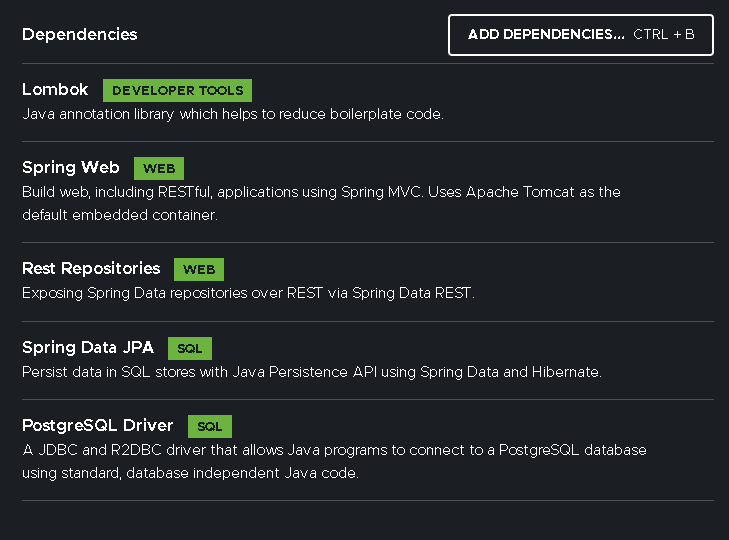 Dependencies
ADD DEPENDENCIES... CTRL + B
Lombok DEVELOPER TOOLS
Java annotation library which helps to reduce boilerplate code.
Spring Web WEB
Build web, including RESTful, applications using Spring MVC. Uses Apache Tomcat as the
default embedded container.
Rest Repositories WEB
Exposing Spring Data repositories over REST via Spring Data REST.
Spring Data JPA SQL
Persist data in SQL stores with Java Persistence API using Spring Data and Hibernate.
PostgreSQL Driver SQL
A JDBC and R2DBC driver that allows Java programs to connect to a PostgreSQL database
using standard, database independent Java code.